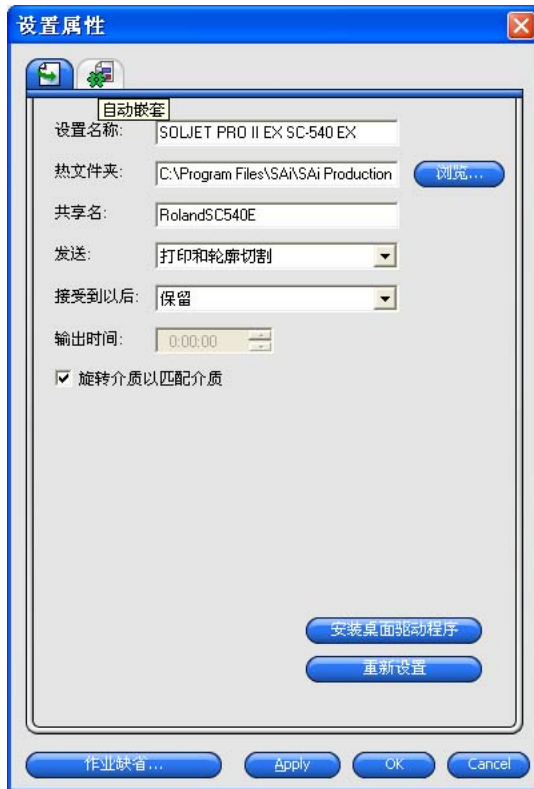 设置属性
自动嵌套
设置名称: SOLJET PRO II EX SC-540 EX
热文件夹: C:\Program Files\SAi\SAi Production 浏览...
共享名: RolandSC540E
发送: 打印和轮廓切割
接受到以后: 保留
输出时间: 0:00:00
旋转介质以匹配介质
安装桌面驱动程序
重新设置
作业缺省... Apply OK Cancel